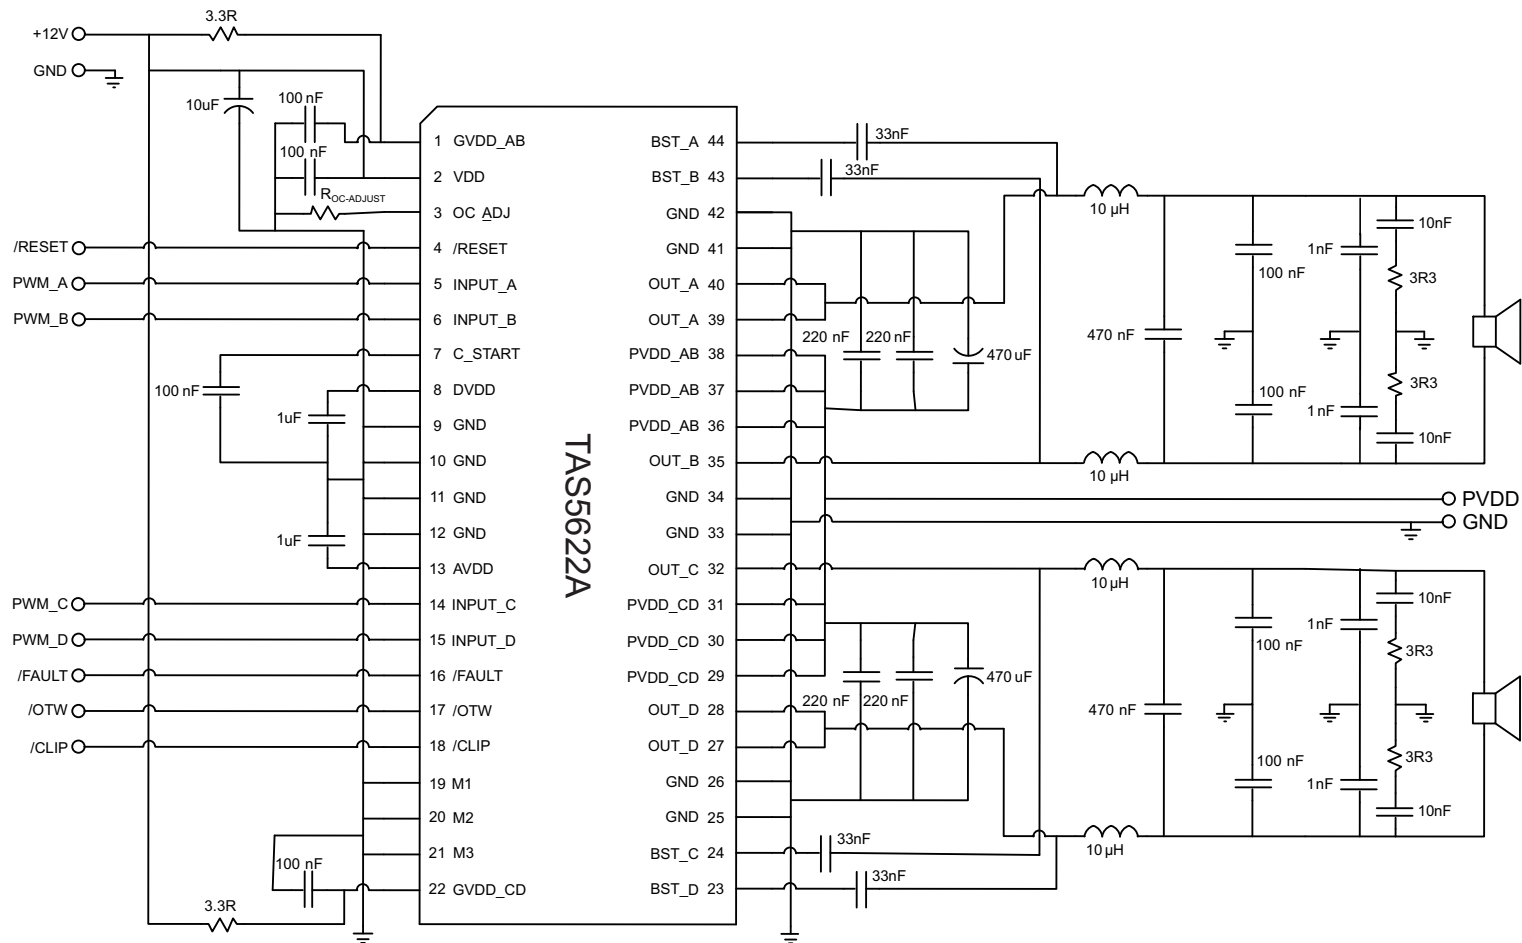 3.3R
+12V
GND
10uF
100 nF
100 nF
ROC-ADJUST
/RESET
PWM_A
PWM_B
100 nF
1uF
1uF
PWM_C
PWM_D
/FAULT
/OTW
/CLIP
100 nF
3.3R
1 GVDD_AB
2 VDD
3 OC_ADJ
4 /RESET
5 INPUT_A
6 INPUT_B
7 C_START
8 DVDD
9 GND
10 GND
11 GND
12 GND
13 AVDD
14 INPUT_C
15 INPUT_D
16 /FAULT
17 /OTW
18 /CLIP
19 M1
20 M2
21 M3
22 GVDD_CD
TAS5622A
BST_A 44
BST_B 43
GND 42
GND 41
OUT_A 40
OUT_A 39
PVDD_AB 38
PVDD_AB 37
PVDD_AB 36
OUT_B 35
GND 34
GND 33
OUT_C 32
PVDD_CD 31
PVDD_CD 30
PVDD_CD 29
OUT_D 28
OUT_D 27
GND 26
GND 25
BST_C 24
BST_D 23
33nF
33nF
10 µH
220 nF
220 nF
470 uF
470 nF
100 nF
100 nF
1nF
1nF
10nF
3R3
3R3
10nF
10 µH
PVDD
GND
10 µH
220 nF
220 nF
470 uF
470 nF
100 nF
100 nF
1nF
1nF
10nF
3R3
3R3
10nF
33nF
10 µH
33nF